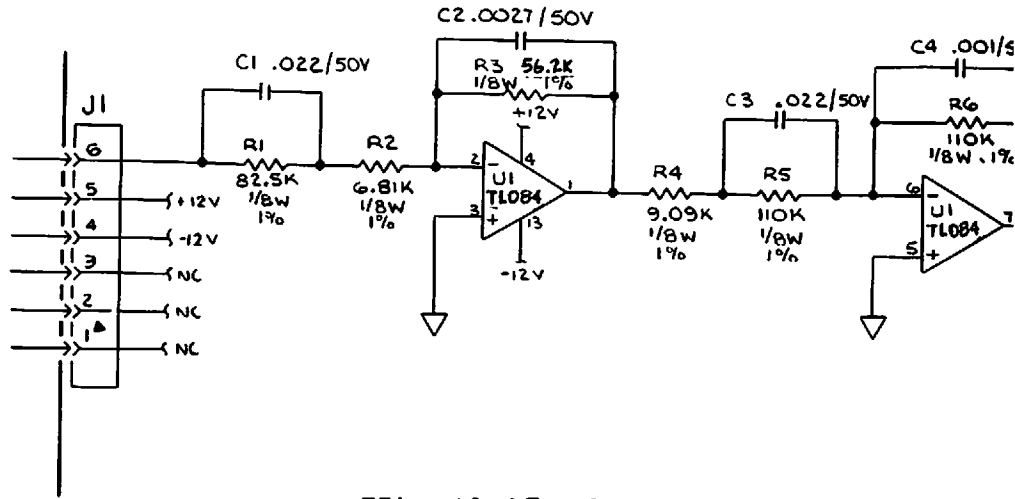 C2 .0027/50V
C1 .022/50V
R3 56.2K
1/8W 1%
C4 .001/5
C3 .022/50V
+12V
J1
R6
110K
1/8W .1%
6
R1
82.5K
1/8W
1%
R2
6.81K
1/8W
1%
2
-
4
U1
TL084
1
3
+
13
-12V
R4
9.09K
1/8W
1%
R5
110K
1/8W
1%
6
-
U1
TL084
7
5
+
5
+12V
4
-12V
3
NC
2
NC
1
NC